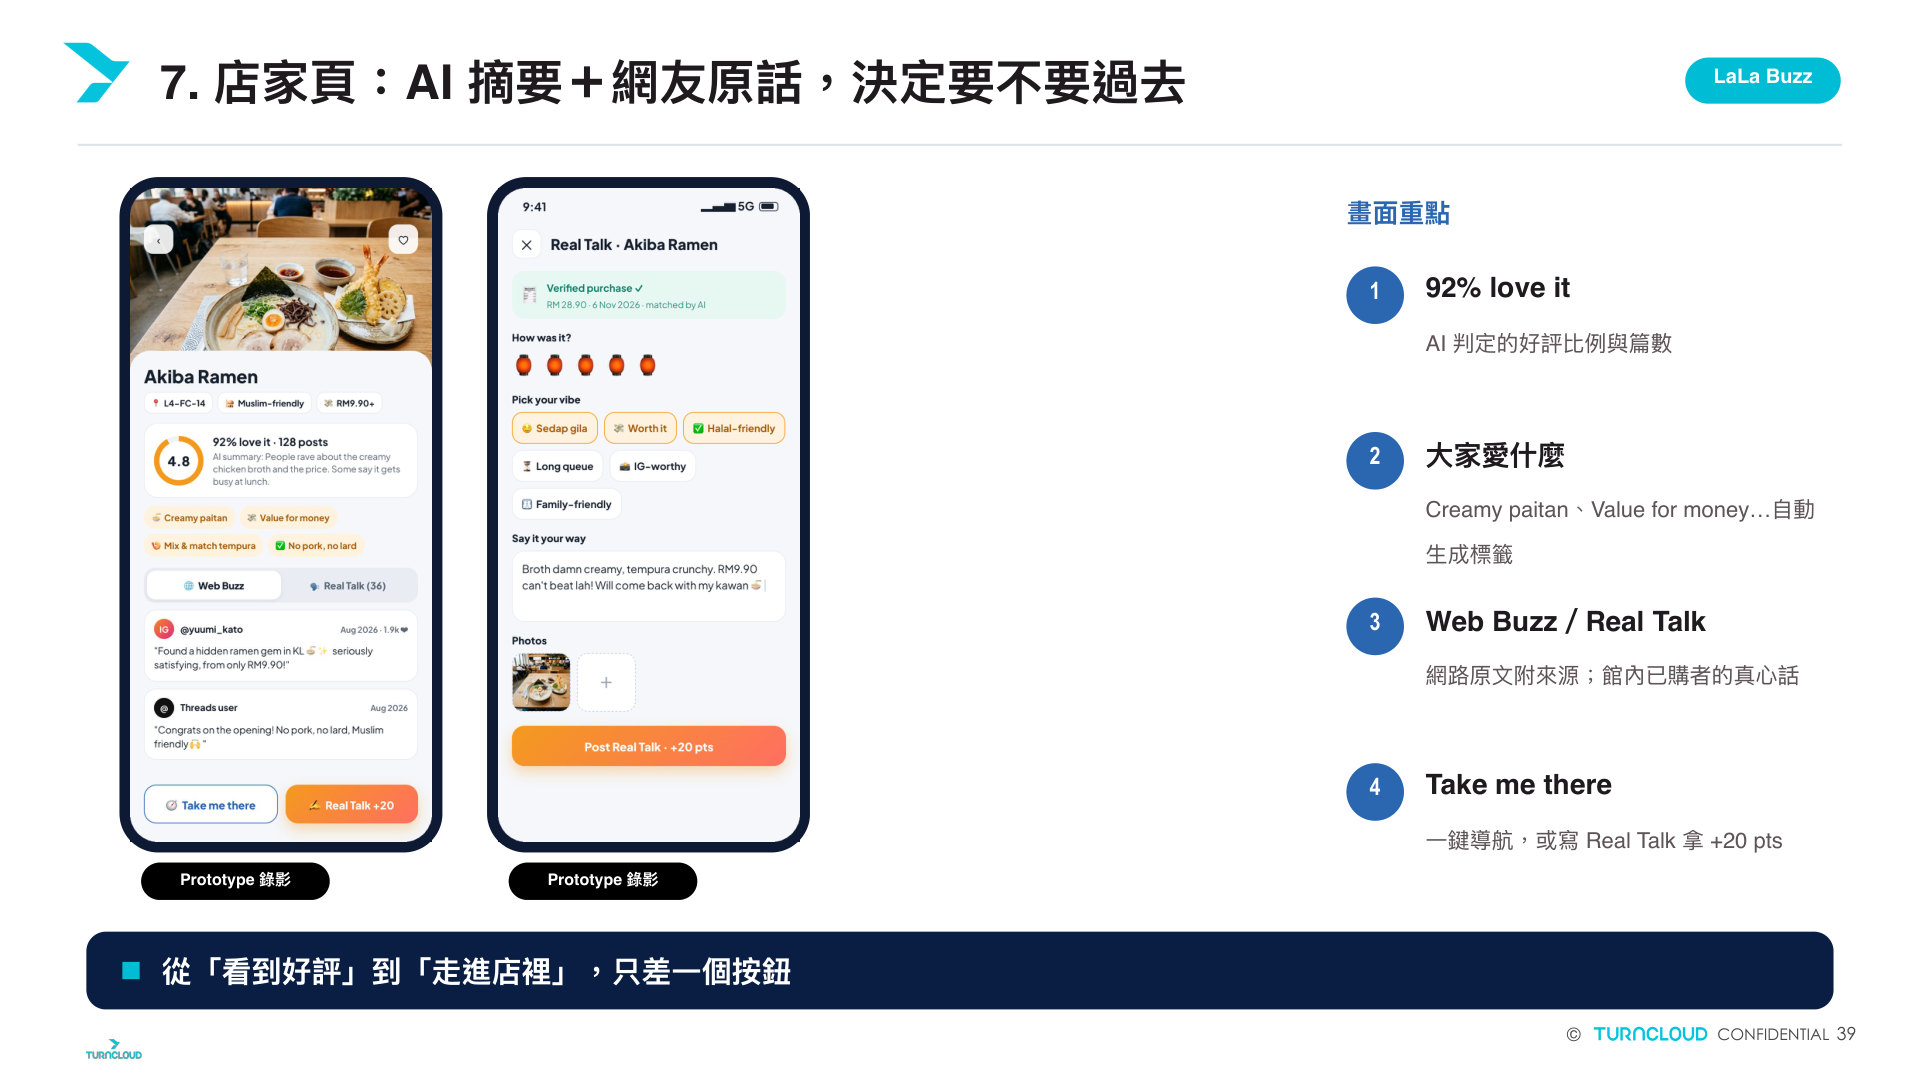 7. 店家頁：AI 摘要＋網友原話，決定要不要過去
LaLa Buzz
Akiba Ramen
L4-FC-14
Muslim-friendly
RM9.90+
4.8
92% love it · 128 posts
AI summary: People rave about the creamy
chicken broth and the price. Some say it gets
busy at lunch.
Creamy paitan
Value for money
Mix & match tempura
No pork, no lard
Web Buzz
Real Talk (36)
IG
@yuumi_kato
Aug 2026 · 1.9k
"Found a hidden ramen gem in KL 🍜✨ seriously
satisfying, from only RM9.90!"
@
Threads user
Aug 2026
"Congrats on the opening! No pork, no lard, Muslim
friendly🙌"
Take me there
Real Talk +20
Prototype 錄影
9:41
5G
Real Talk · Akiba Ramen
Verified purchase ✓
RM 28.90 · 6 Nov 2026 · matched by AI
How was it?
Pick your vibe
Sedap gila
Worth it
Halal-friendly
Long queue
IG-worthy
Family-friendly
Say it your way
Broth damn creamy, tempura crunchy. RM9.90
can't beat lah! Will come back with my kawan 🍜
Photos
+
Post Real Talk · +20 pts
Prototype 錄影
畫面重點
1
92% love it
AI 判定的好評比例與篇數
2
大家愛什麼
Creamy paitan、Value for money…自動
生成標籤
3
Web Buzz / Real Talk
網路原文附來源；館內已購者的真心話
4
Take me there
一鍵導航，或寫 Real Talk 拿 +20 pts
從「看到好評」到「走進店裡」，只差一個按鈕
TURNCLOUD
© TURNCLOUD CONFIDENTIAL 39